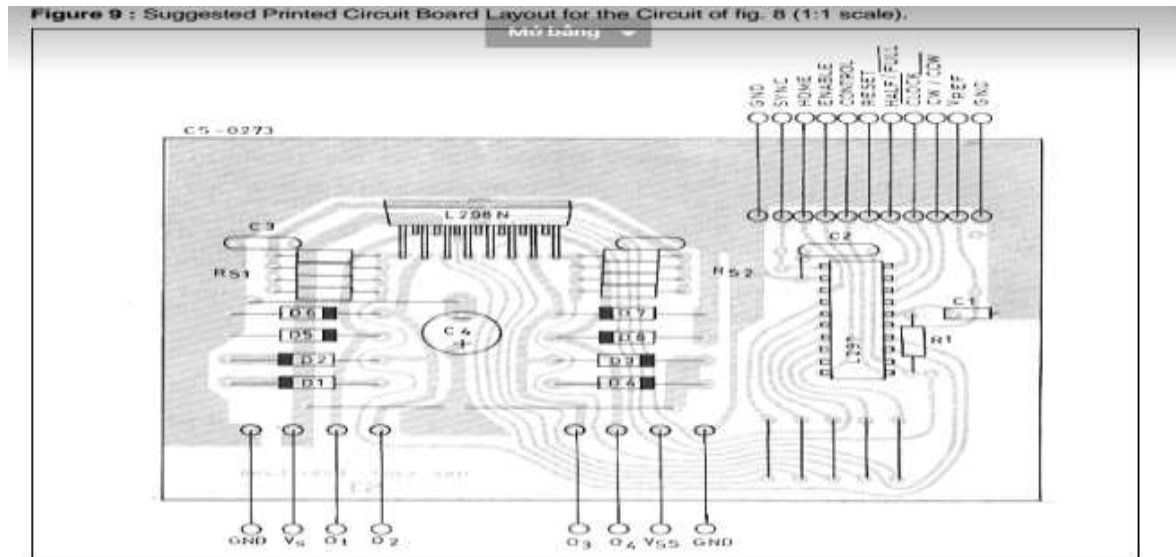 Figure 9 : Suggested Printed Circuit Board Layout for the Circuit of fig. 8 (1:1 scale).
Mở bằng
GND
SYNC
HOME
ENABLE
CONTROL
RESET
HALF/FULL
CLOCK
CW/CCW
VREF
GND
CS-0273
L298N
C3
C2
RS1
RS2
C1
D6
D7
C4
+
D5
D8
L297
R1
D2
D3
D1
D4
GND VS O1 O2 O3 O4 VSS GND